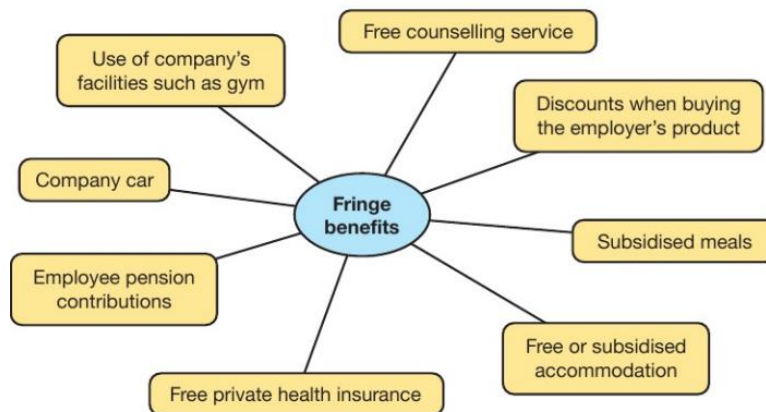 Free counselling service
Use of company's
facilities such as gym
Discounts when buying
the employer's product
Company car
Fringe
benefits
Subsidised meals
Employee pension
contributions
Free or subsidised
accommodation
Free private health insurance